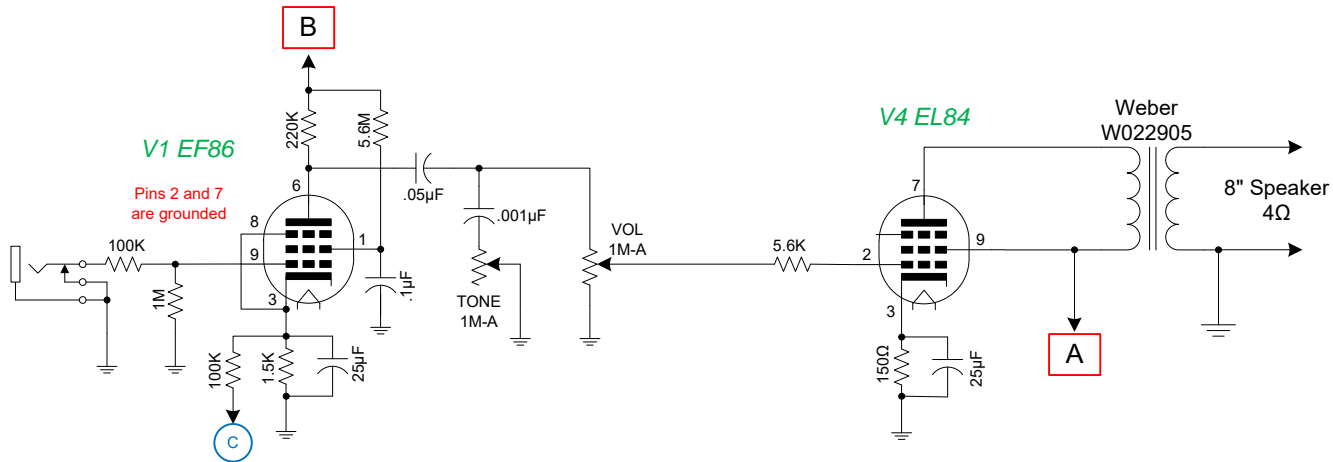 B
V1 EF86
Pins 2 and 7
are grounded
220K
5.6M
6
8
1
9
3
.05µF
.001µF
.1µF
100K
1M
TONE
1M-A
VOL
1M-A
100K
1.5K
25µF
C
5.6K
V4 EL84
7
9
2
3
150Ω
25µF
A
Weber
W022905
8" Speaker
4Ω